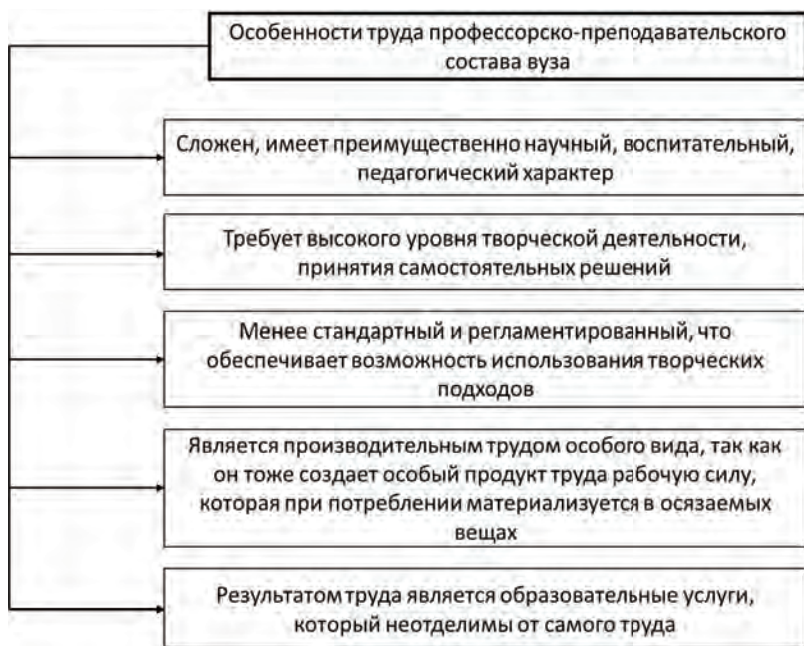 Особенности труда профессорско-преподавательского
состава вуза
Сложен, имеет преимущественно научный, воспитательный,
педагогический характер
Требует высокого уровня творческой деятельности,
принятия самостоятельных решений
Менее стандартный и регламентированный, что
обеспечивает возможность использования творческих
подходов
Является производительным трудом особого вида, так как
он тоже создает особый продукт труда рабочую силу,
которая при потреблении материализуется в осязаемых
вещах
Результатом труда является образовательные услуги,
который неотделимы от самого труда